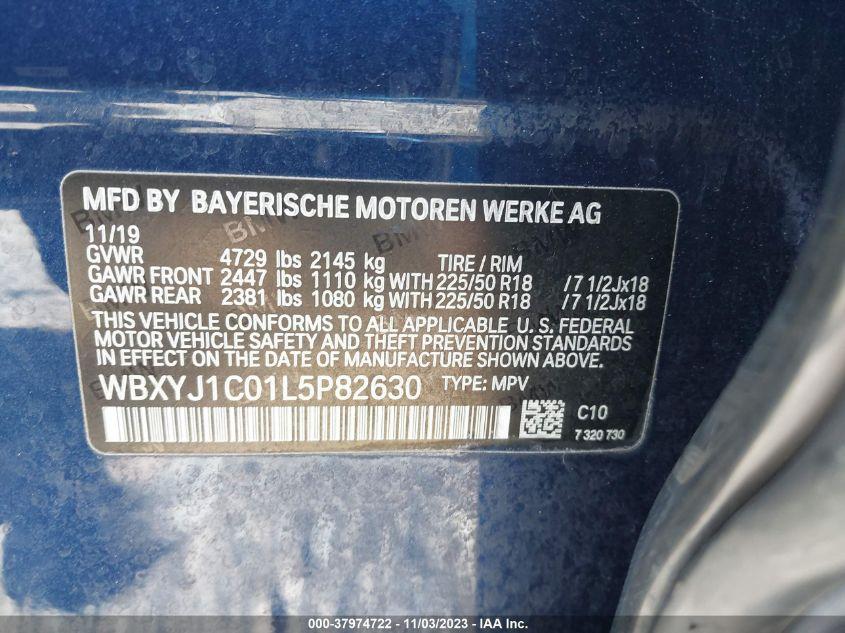 MFD BY BAYERISCHE MOTOREN WERKE AG
11/19
GVWR 4729 lbs 2145 kg TIRE / RIM
GAWR FRONT 2447 lbs 1110 kg WITH 225/50 R18 /7 1/2Jx18
GAWR REAR 2381 lbs 1080 kg WITH 225/50 R18 /7 1/2Jx18
THIS VEHICLE CONFORMS TO ALL APPLICABLE U. S. FEDERAL
MOTOR VEHICLE SAFETY AND THEFT PREVENTION STANDARDS
IN EFFECT ON THE DATE OF MANUFACTURE SHOWN ABOVE.
WBXYJ1C01L5P82630 TYPE: MPV
C10
7 320 730
000-37974722 - 11/03/2023 - IAA Inc.